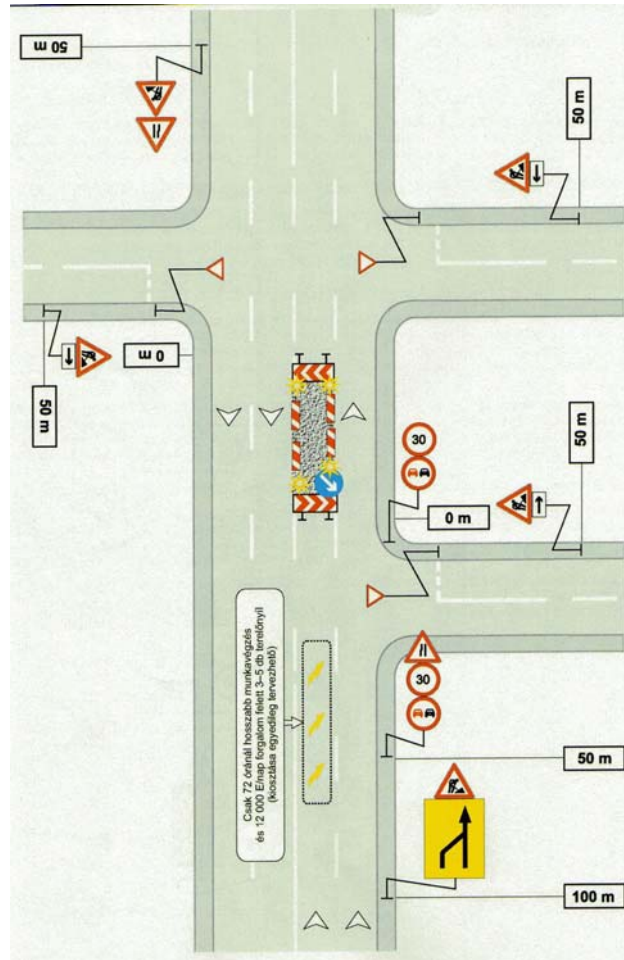 50 m
50 m
50 m
0 m
30
0 m
50 m
Csak 72 óránál hosszabb munkavégzés
és 12 000 E/nap forgalom felett 3–5 db terelőnyíl
(kiosztása egyedileg tervezhető)
30
50 m
100 m